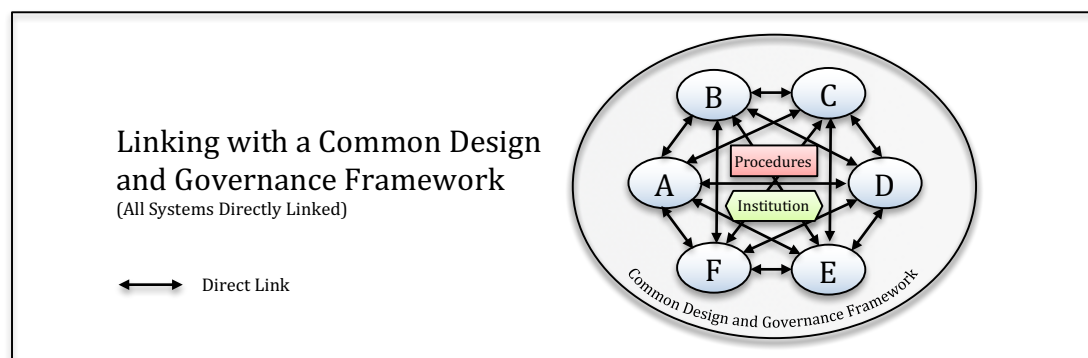 Linking with a Common Design
and Governance Framework
(All Systems Directly Linked)
Direct Link
B
C
Procedures
A
D
Institution
F
E
Common Design and Governance Framework